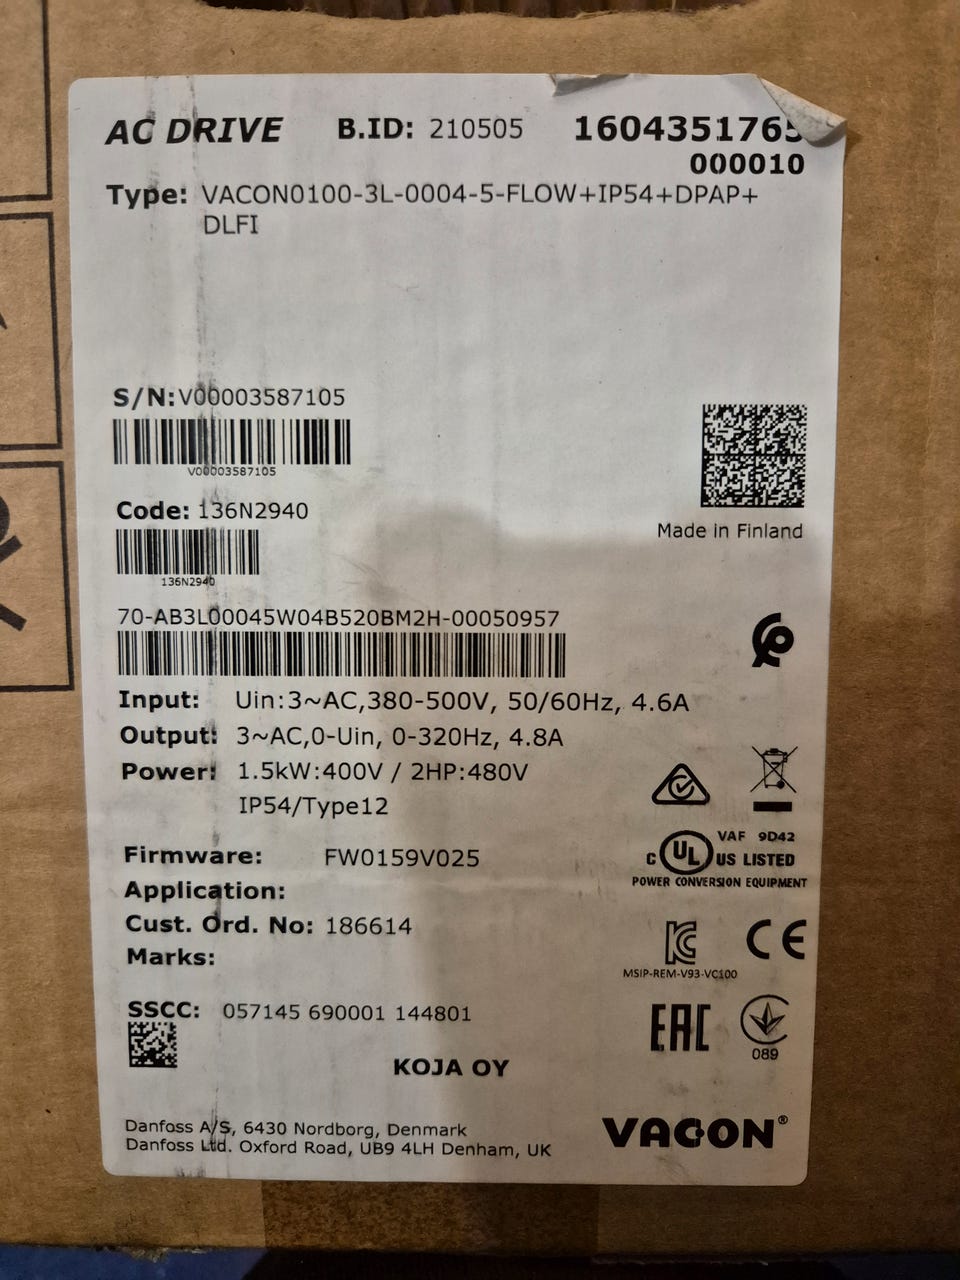 AC DRIVE B.ID: 210505 1604351765
000010
Type: VACON0100-3L-0004-5-FLOW+IP54+DPAP+
DLFI
S/N: V00003587105
V00003587105
Code: 136N2940
136N2940
Made in Finland
70-AB3L00045W04B520BM2H-00050957
Input: Uin:3~AC,380-500V, 50/60Hz, 4.6A
Output: 3~AC,0-Uin, 0-320Hz, 4.8A
Power: 1.5kW:400V / 2HP:480V
IP54/Type12
VAF 9D42
C UL US LISTED
POWER CONVERSION EQUIPMENT
Firmware: FW0159V025
Application:
Cust. Ord. No: 186614
Marks:
CE
MSIP-REM-V93-VC100
SSCC: 057145 690001 144801
EAC
089
KOJA OY
Danfoss A/S, 6430 Nordborg, Denmark
Danfoss Ltd. Oxford Road, UB9 4LH Denham, UK
VACON®